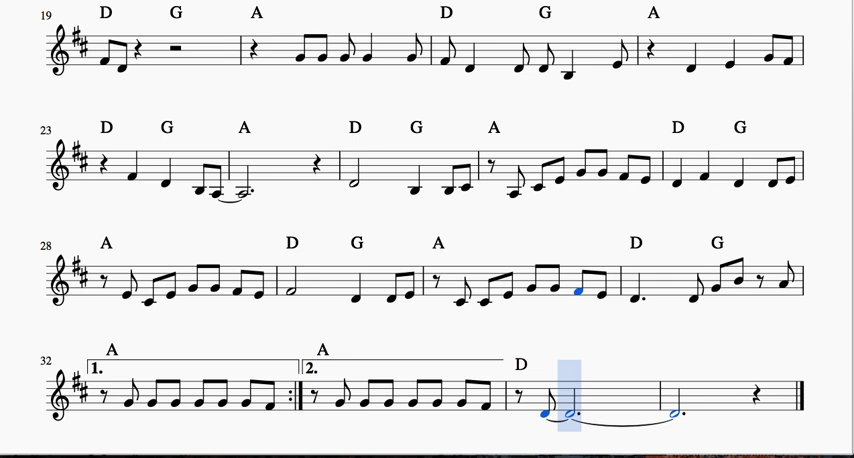 D G A D G A
19
D G A D G A D G
23
A D G A D G
28
A A D
32 1. 2.